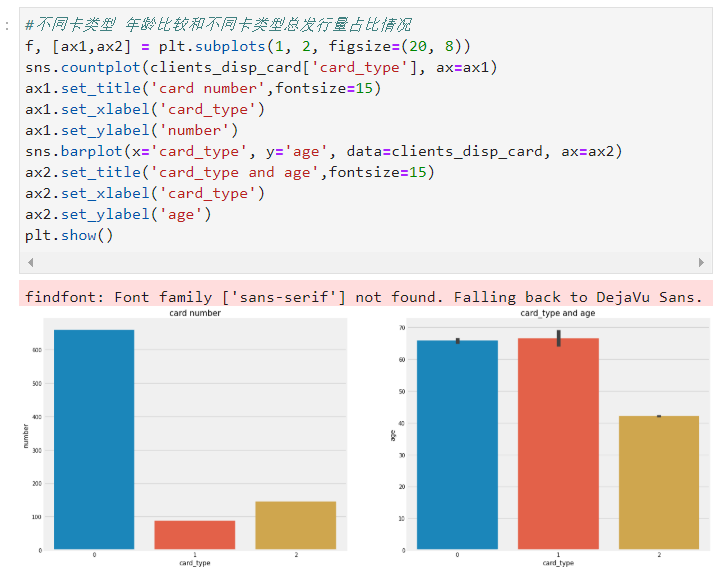 :
#不同卡类型 年龄比较和不同卡类型总发行量占比情况
f, [ax1,ax2] = plt.subplots(1, 2, figsize=(20, 8))
sns.countplot(clients_disp_card['card_type'], ax=ax1)
ax1.set_title('card number',fontsize=15)
ax1.set_xlabel('card_type')
ax1.set_ylabel('number')
sns.barplot(x='card_type', y='age', data=clients_disp_card, ax=ax2)
ax2.set_title('card_type and age',fontsize=15)
ax2.set_xlabel('card_type')
ax2.set_ylabel('age')
plt.show()
findfont: Font family ['sans-serif'] not found. Falling back to DejaVu Sans.
card number
600
500
400
300
200
100
0
number
0 1 2
card_type
card_type and age
70
60
50
40
30
20
10
0
age
0 1 2
card_type